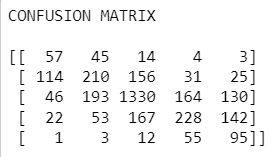 CONFUSION MATRIX
[[ 57 45 14 4 3]
[ 114 210 156 31 25]
[ 46 193 1330 164 130]
[ 22 53 167 228 142]
[ 1 3 12 55 95]]